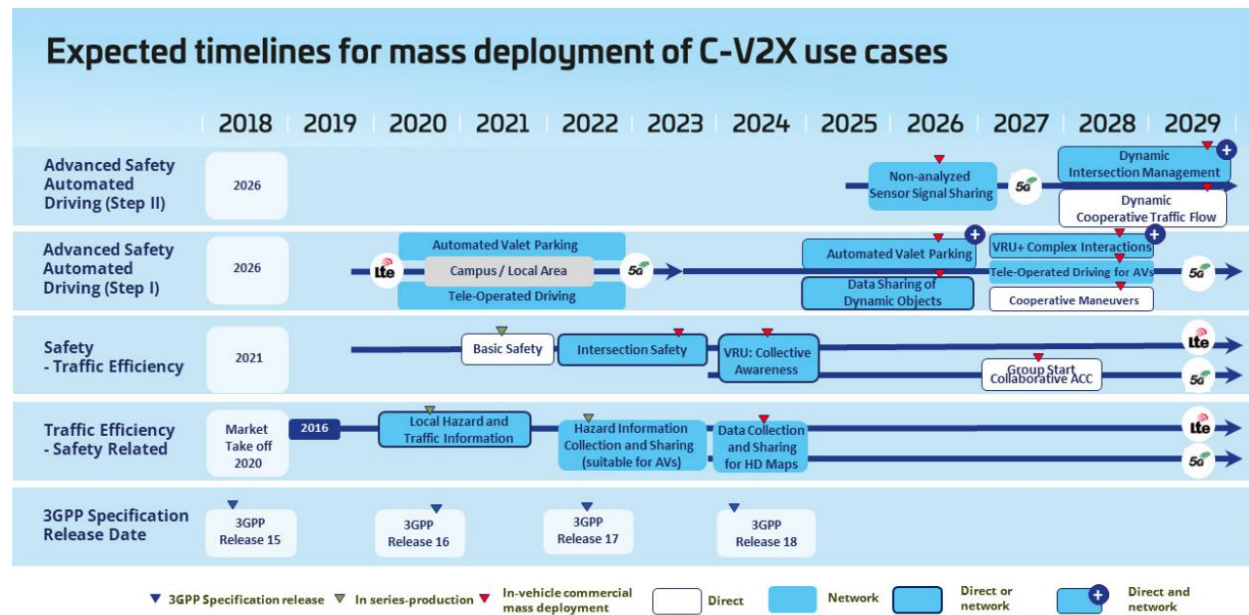 Expected timelines for mass deployment of C-V2X use cases
2018 2019 2020 2021 2022 2023 2024 2025 2026 2027 2028 2029
Advanced Safety
Automated
Driving (Step II)
2026
Non-analyzed
Sensor Signal Sharing
5G
Dynamic
Intersection Management
+
Dynamic
Cooperative Traffic Flow
Advanced Safety
Automated
Driving (Step I)
2026
Lte
Automated Valet Parking
Campus / Local Area
Tele-Operated Driving
5G
Automated Valet Parking
+
Data Sharing of
Dynamic Objects
VRU+ Complex Interactions
+
Tele-Operated Driving for AVs
Cooperative Maneuvers
5G
Safety
- Traffic Efficiency
2021
Basic Safety
Intersection Safety
VRU: Collective
Awareness
Group Start
Collaborative ACC
Lte
5G
Traffic Efficiency
- Safety Related
Market
Take off
2020
2016
Local Hazard and
Traffic Information
Hazard Information
Collection and Sharing
(suitable for AVs)
Data Collection
and Sharing
for HD Maps
Lte
5G
3GPP Specification
Release Date
3GPP
Release 15
3GPP
Release 16
3GPP
Release 17
3GPP
Release 18
3GPP Specification release
In series-production
In-vehicle commercial
mass deployment
Direct
Network
Direct or
network
+
Direct and
network